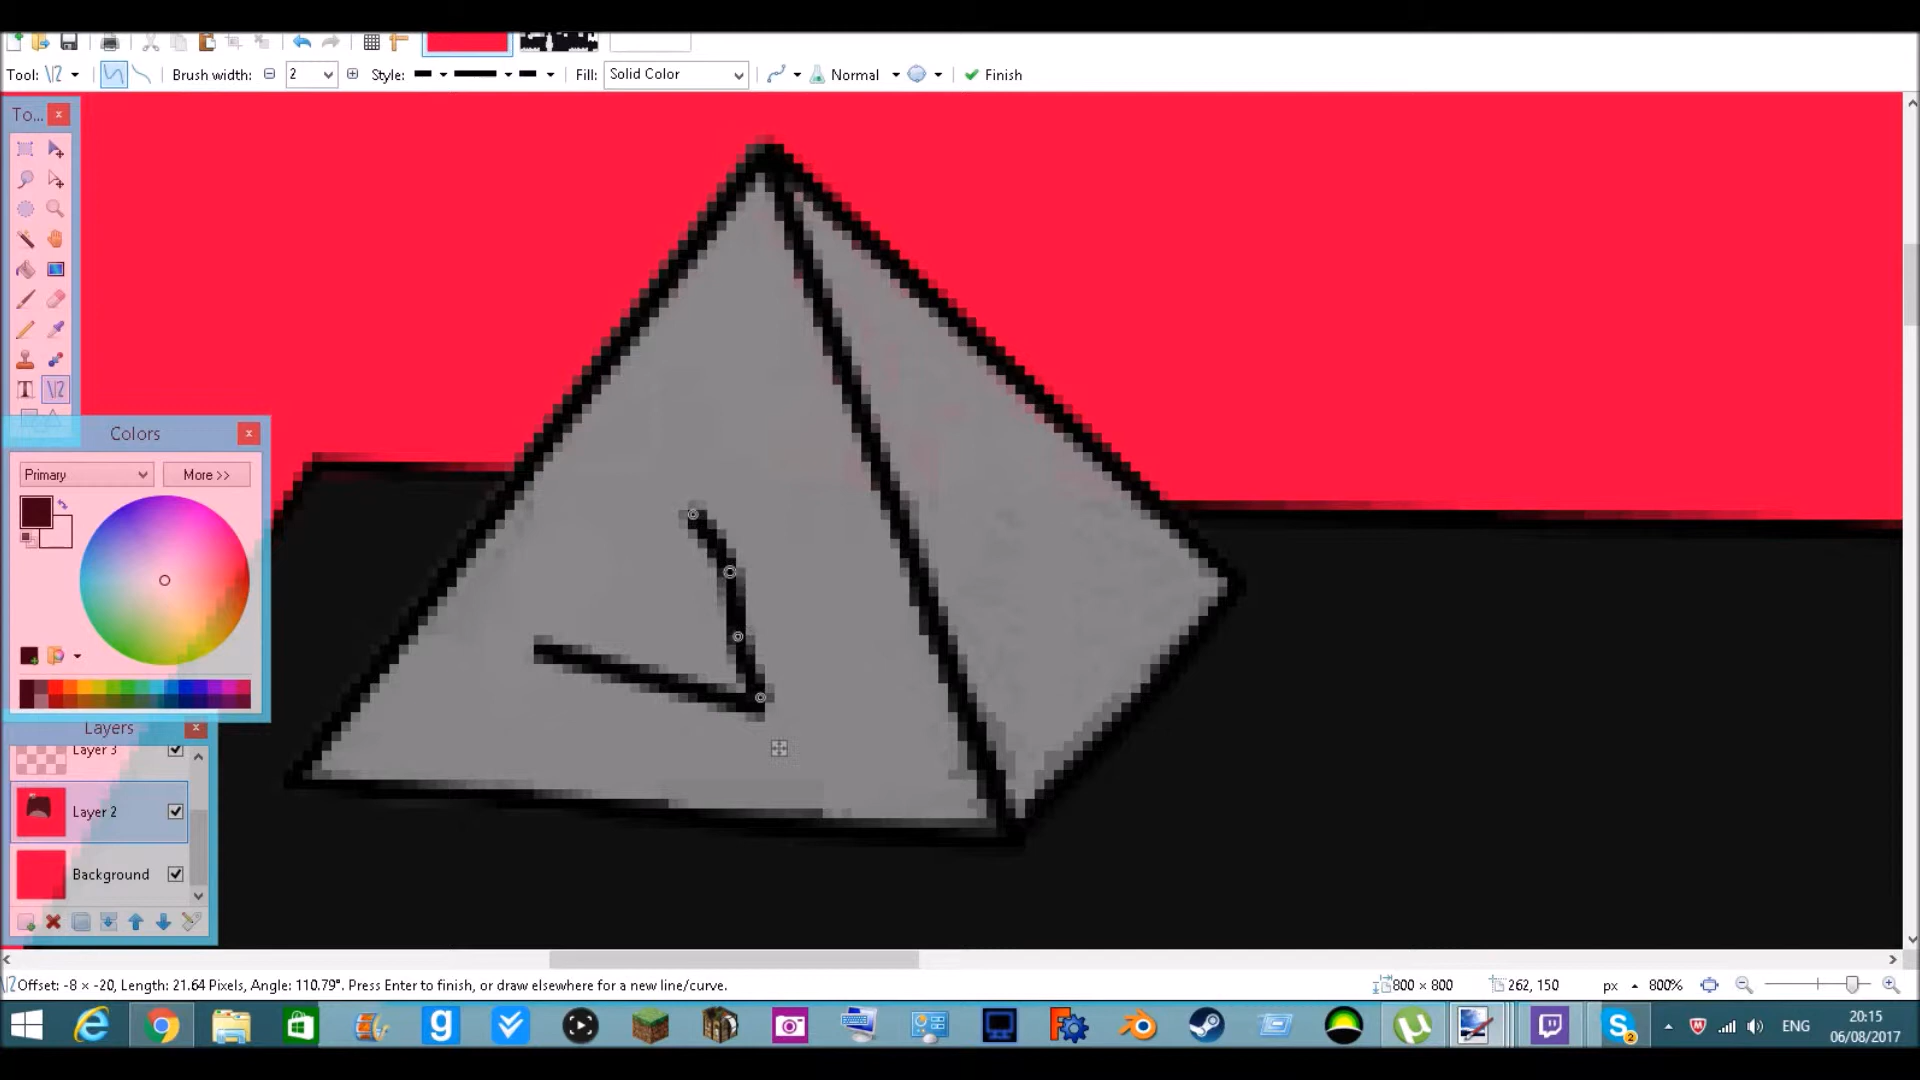 Tool: Brush width: 2 Style: Fill: Solid Color Normal Finish
To...
Colors
Primary More >>
Layers
Layer 3
Layer 2
Background
Offset: -8 × -20, Length: 21.64 Pixels, Angle: 110.79°. Press Enter to finish, or draw elsewhere for a new line/curve.
800 × 800 262, 150 px 800%
ENG
20:15
06/08/2017